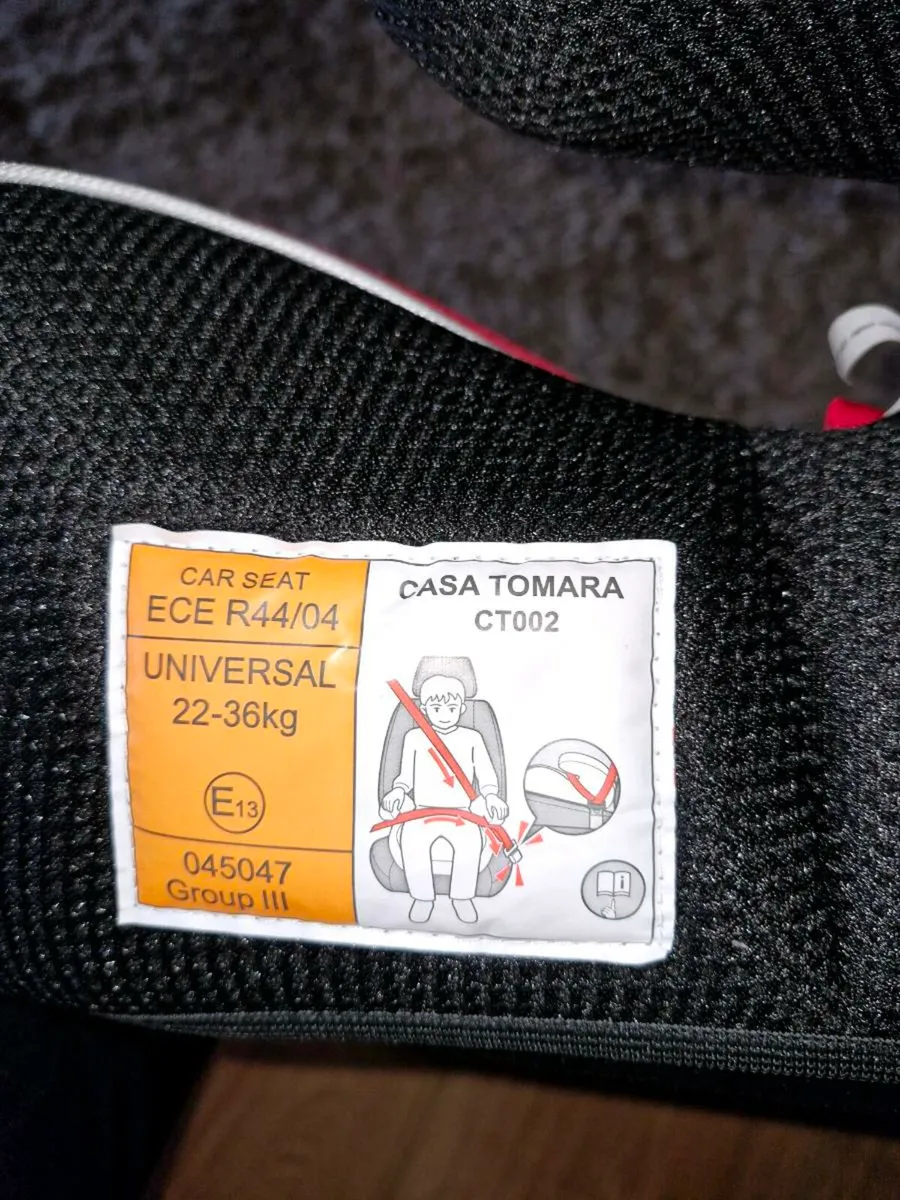 CAR SEAT
ECE R44/04
UNIVERSAL
22-36kg
E13
045047
Group III
CASA TOMARA
CT002
i